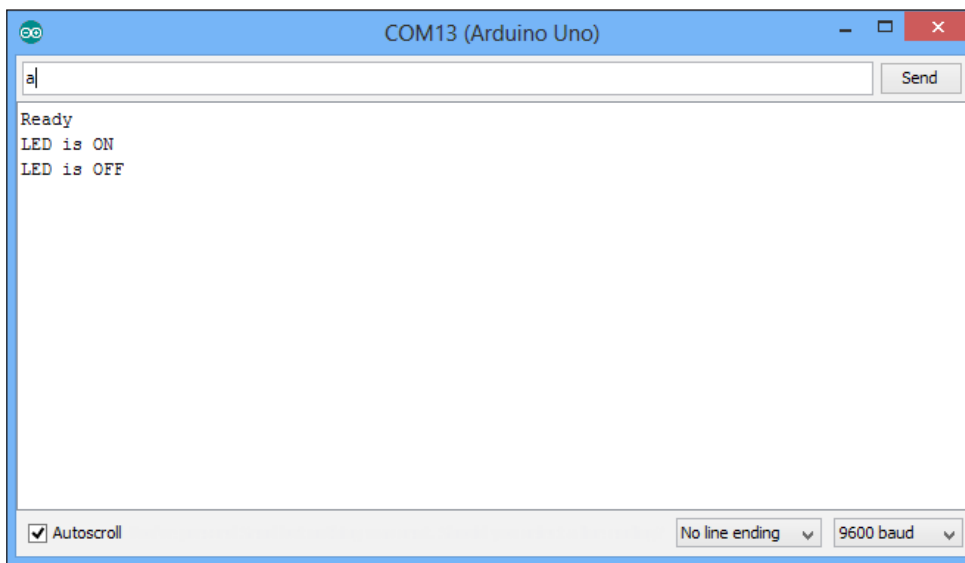 COM13 (Arduino Uno)
a
Send
Ready
LED is ON
LED is OFF
Autoscroll
No line ending
9600 baud